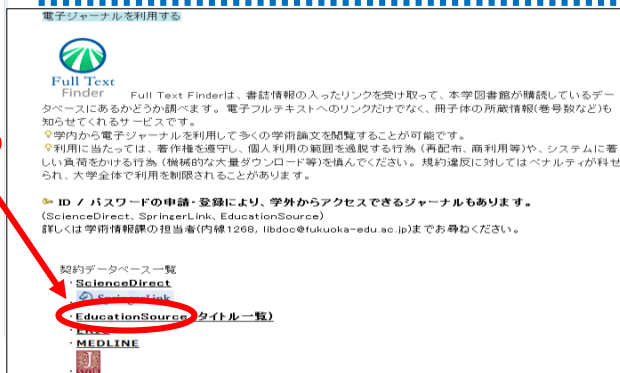 電子ジャーナルを利用する
Full Text
Finder
Full Text Finderは、書誌情報の入ったリンクを受け取って、本学図書館が購読しているデー
タベースにあるかどうか調べます。電子フルテキストへのリンクだけでなく、冊子体の所蔵情報(巻号数など)も
知らせてくれるサービスです。
学内から電子ジャーナルを利用して多くの学術論文を閲覧することが可能です。
利用に当たっては、著作権を遵守し、個人利用の範囲を逸脱する行為 (再配布、商利用等)や、システムに著
しい負荷をかける行為 (機械的な大量ダウンロード等)を慎んでください。規約違反に対してはペナルティが科せ
られ、大学全体で利用を制限されることがあります。
ID / パスワードの申請・登録により、学外からアクセスできるジャーナルもあります。
(ScienceDirect、SpringerLink、EducationSource)
詳しくは学術情報課の担当者(内線1268, libdoc@fukuoka-edu.ac.jp)までお尋ねください。
契約データベース一覧
・ScienceDirect
SpringerLink
・EducationSource (タイトル一覧)
・ERIC
・MEDLINE